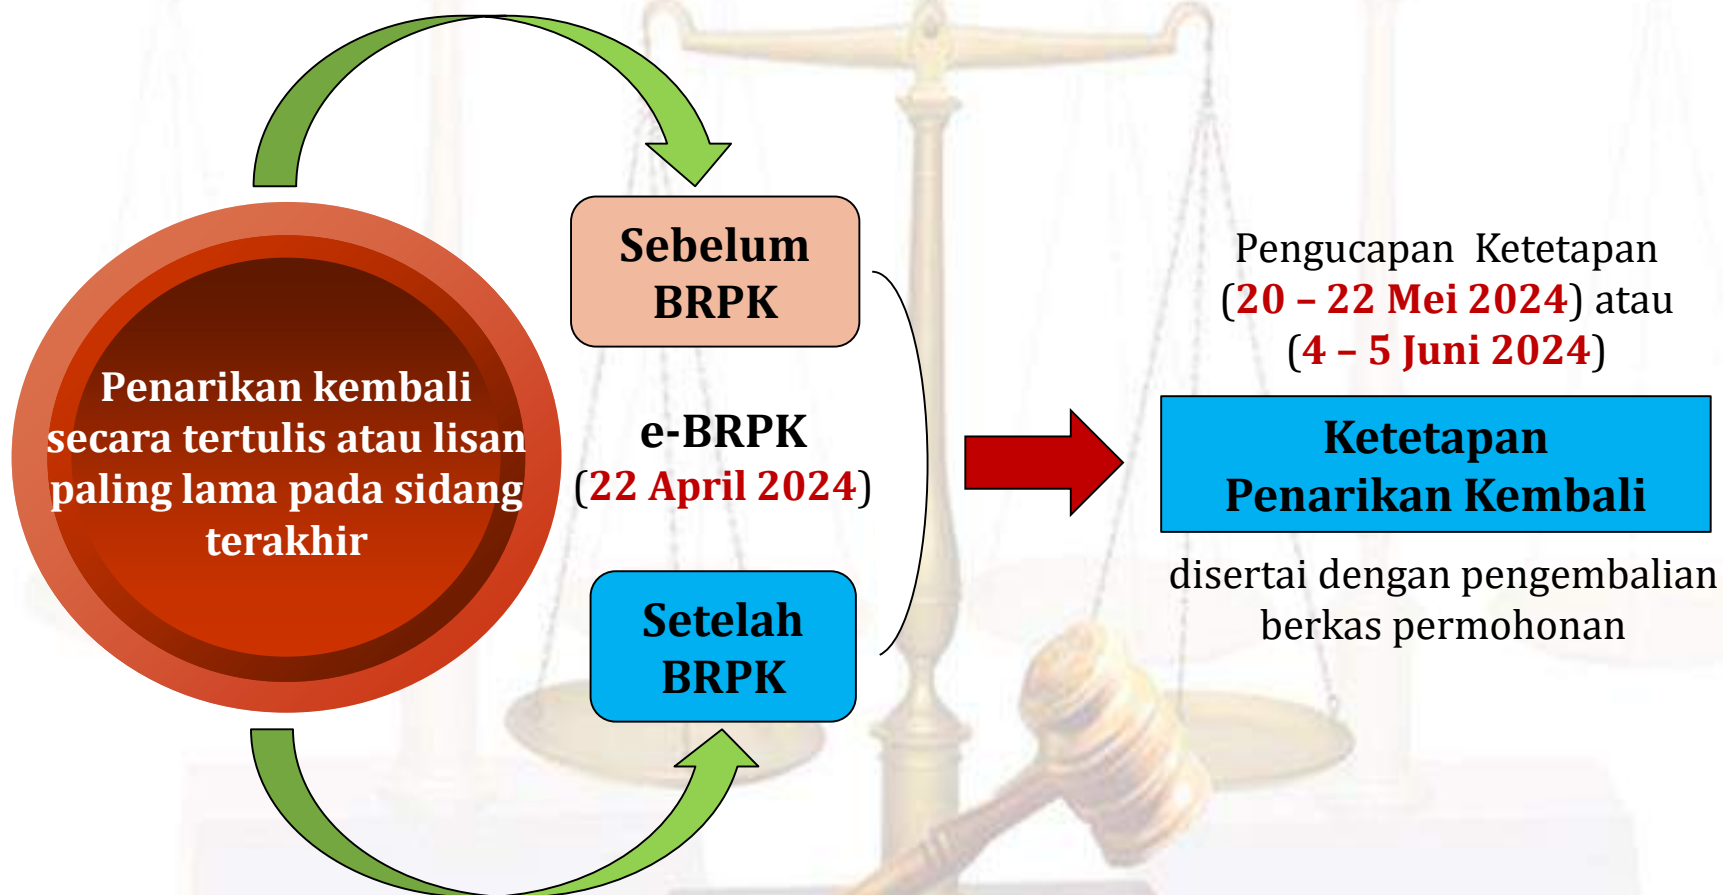 Penarikan kembali
secara tertulis atau lisan
paling lama pada sidang
terakhir
Sebelum
BRPK
e-BRPK
(22 April 2024)
Setelah
BRPK
Pengucapan Ketetapan
(20 – 22 Mei 2024) atau
(4 – 5 Juni 2024)
Ketetapan
Penarikan Kembali
disertai dengan pengembalian
berkas permohonan